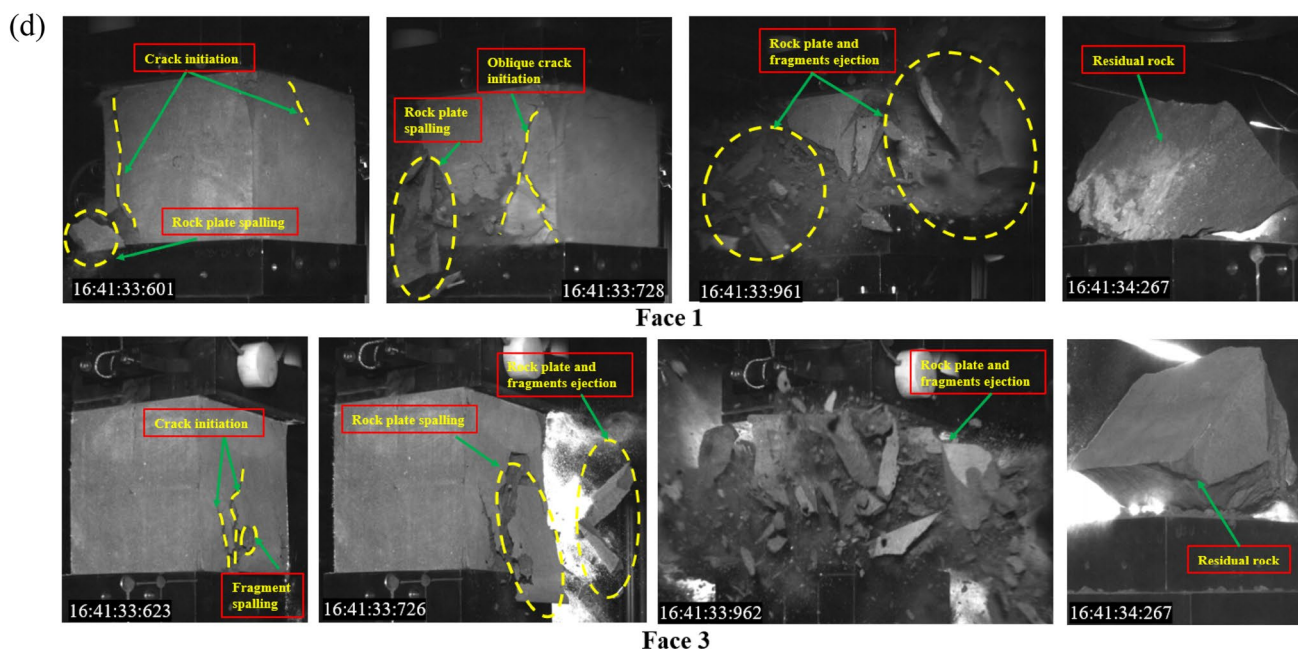 (d)
Crack initiation
Rock plate spalling
16:41:33:601
Oblique crack
initiation
Rock plate
spalling
16:41:33:728
Rock plate and
fragments ejection
16:41:33:961
Residual rock
16:41:34:267
Face 1
Crack initiation
Fragment
spalling
16:41:33:623
Rock plate and
fragments ejection
Rock plate spalling
16:41:33:726
Rock plate and
fragments ejection
16:41:33:962
Residual rock
16:41:34:267
Face 3